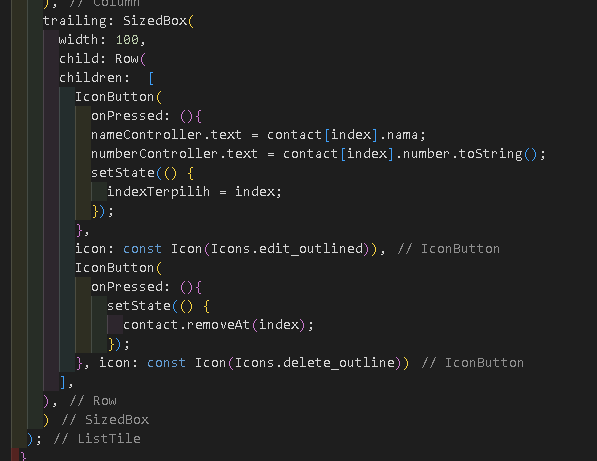 ), // Column
trailing: SizedBox(
width: 100,
child: Row(
children:  [
IconButton(
onPressed: (){
nameController.text = contact[index].nama;
numberController.text = contact[index].number.toString();
setState(() {
indexTerpilih = index;
});
},
icon: const Icon(Icons.edit_outlined)), // IconButton
IconButton(
onPressed: (){
setState(() {
contact.removeAt(index);
});
}, icon: const Icon(Icons.delete_outline)) // IconButton
],
), // Row
) // SizedBox
); // ListTile
}